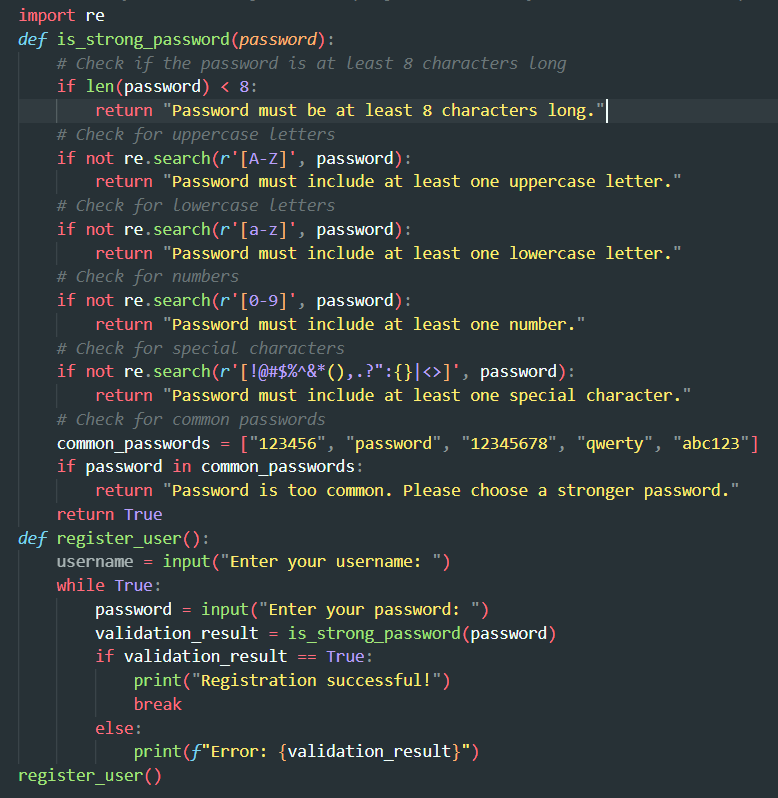 import re
def is_strong_password(password):
    # Check if the password is at least 8 characters long
    if len(password) < 8:
        return "Password must be at least 8 characters long."
    # Check for uppercase letters
    if not re.search(r'[A-Z]', password):
        return "Password must include at least one uppercase letter."
    # Check for lowercase letters
    if not re.search(r'[a-z]', password):
        return "Password must include at least one lowercase letter."
    # Check for numbers
    if not re.search(r'[0-9]', password):
        return "Password must include at least one number."
    # Check for special characters
    if not re.search(r'[!@#$%^&*(),.?":{}|<>]', password):
        return "Password must include at least one special character."
    # Check for common passwords
    common_passwords = ["123456", "password", "12345678", "qwerty", "abc123"]
    if password in common_passwords:
        return "Password is too common. Please choose a stronger password."
    return True
def register_user():
    username = input("Enter your username: ")
    while True:
        password = input("Enter your password: ")
        validation_result = is_strong_password(password)
        if validation_result == True:
            print("Registration successful!")
            break
        else:
            print(f"Error: {validation_result}")
register_user()